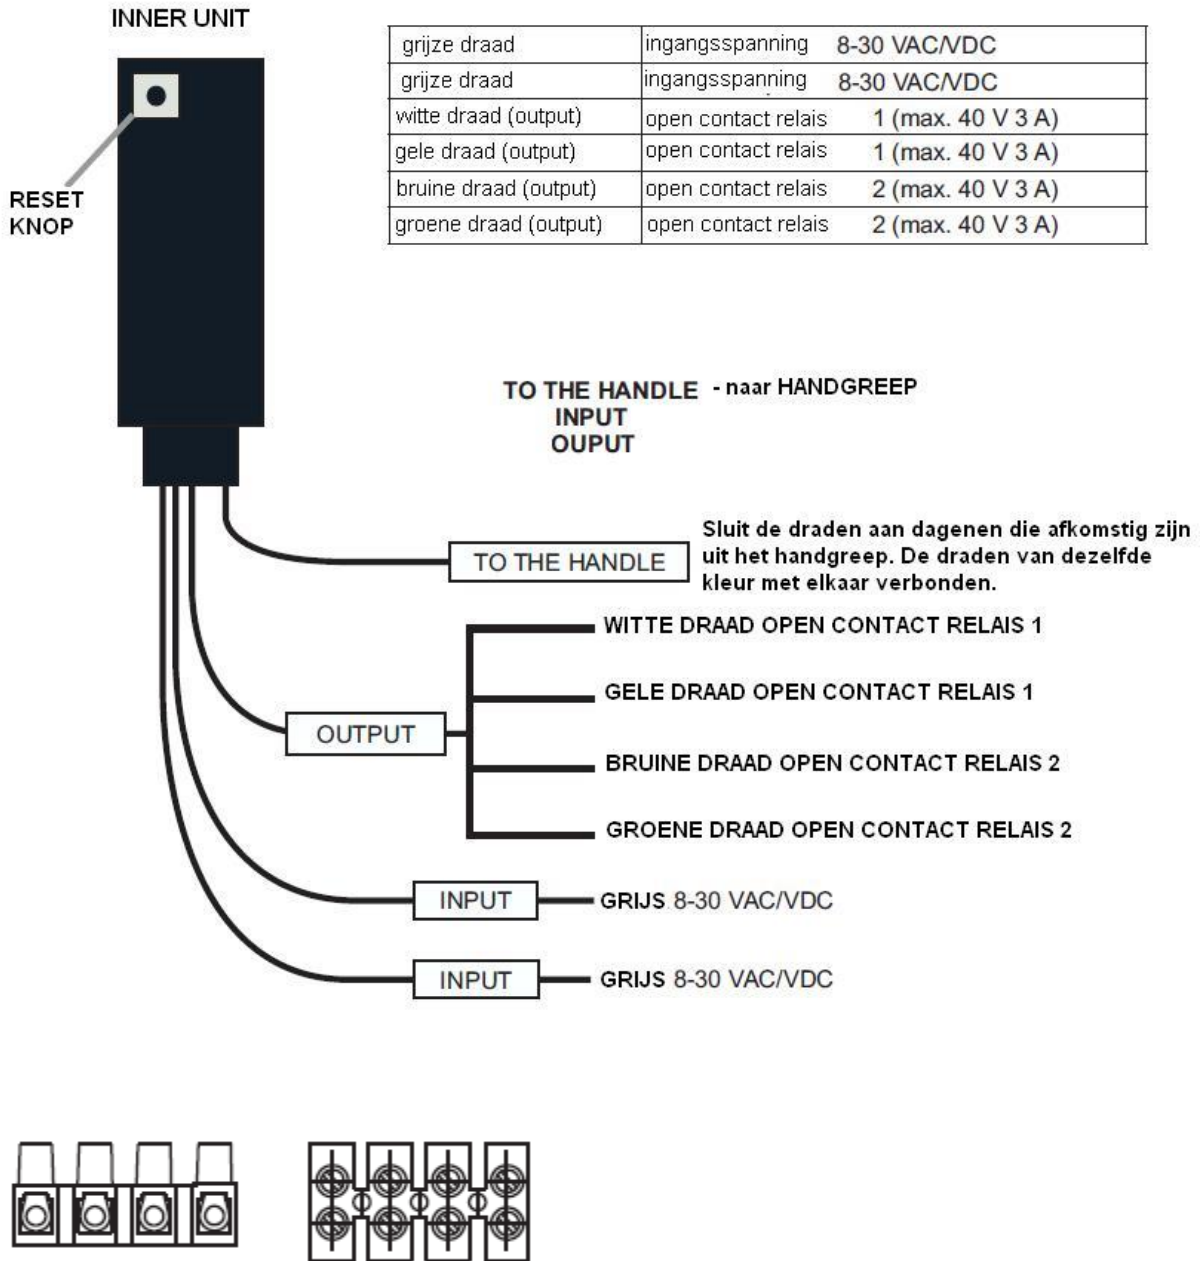 INNER UNIT
grijze draad ingangsspanning 8-30 VAC/VDC
grijze draad ingangsspanning 8-30 VAC/VDC
witte draad (output) open contact relais 1 (max. 40 V 3 A)
gele draad (output) open contact relais 1 (max. 40 V 3 A)
bruine draad (output) open contact relais 2 (max. 40 V 3 A)
groene draad (output) open contact relais 2 (max. 40 V 3 A)
RESET
KNOP
TO THE HANDLE - naar HANDGREEP
INPUT
OUPUT
TO THE HANDLE
Sluit de draden aan dagenen die afkomstig zijn
uit het handgreep. De draden van dezelfde
kleur met elkaar verbonden.
OUTPUT
WITTE DRAAD OPEN CONTACT RELAIS 1
GELE DRAAD OPEN CONTACT RELAIS 1
BRUINE DRAAD OPEN CONTACT RELAIS 2
GROENE DRAAD OPEN CONTACT RELAIS 2
INPUT GRIJS 8-30 VAC/VDC
INPUT GRIJS 8-30 VAC/VDC